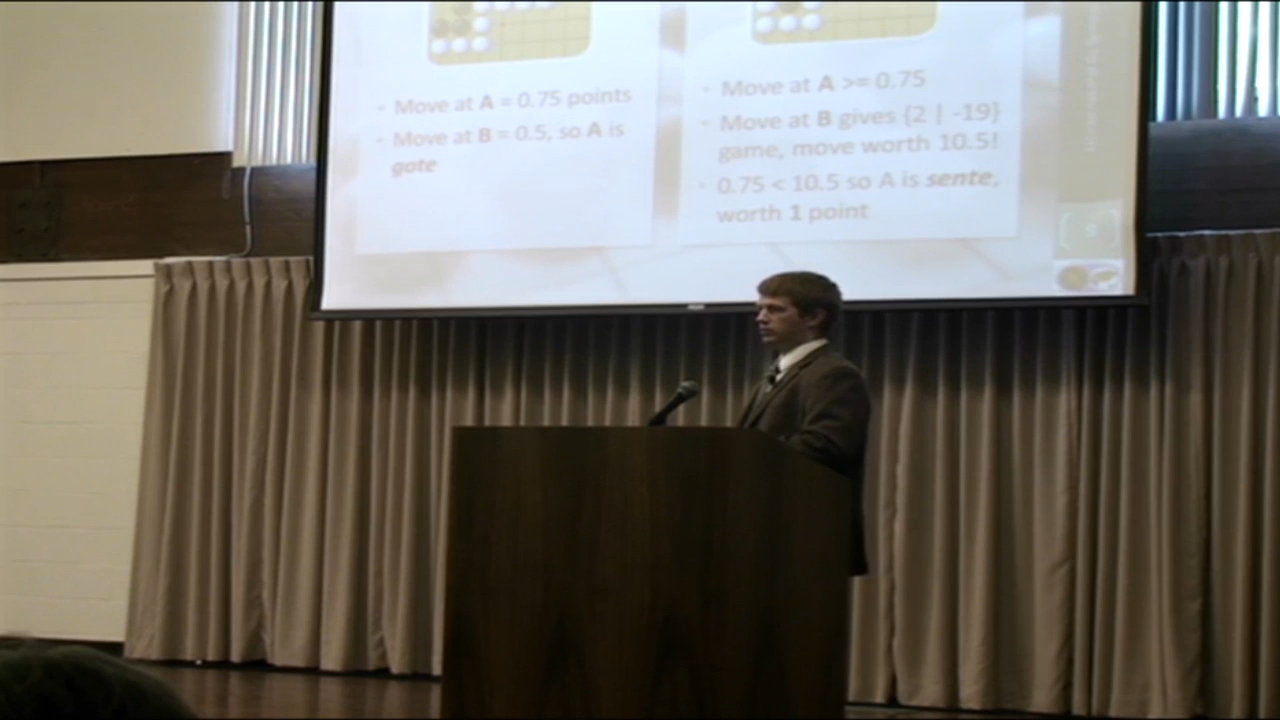 • Move at A = 0.75 points
• Move at B = 0.5, so A is
gote
• Move at A >= 0.75
• Move at B gives {2 | -19}
game, move worth 10.5!
• 0.75 < 10.5 so A is sente,
worth 1 point